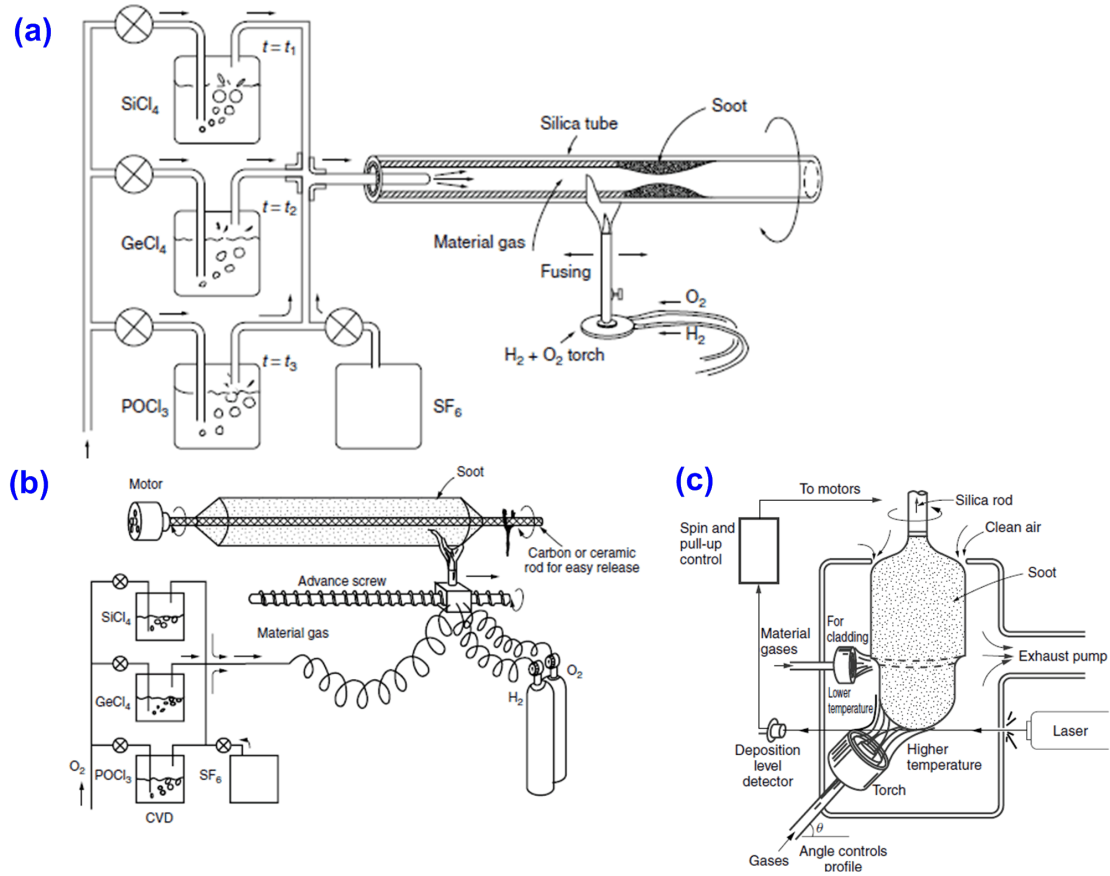 (a)
t = t₁
SiCl₄
Soot
Silica tube
t = t₂
GeCl₄
Material gas
Fusing
O₂
H₂
H₂ + O₂ torch
t = t₃
POCl₃
SF₆
(b)
Soot
Motor
Carbon or ceramic
rod for easy release
Advance screw
SiCl₄
Material gas
GeCl₄
O₂
H₂
O₂
POCl₃
SF₆
CVD
(c)
To motors
Silica rod
Spin and
pull-up
control
Clean air
Soot
For
cladding
Material
gases
Exhaust pump
Lower
temperature
Laser
Deposition
level
detector
Higher
temperature
Torch
θ
Gases
Angle controls
profile